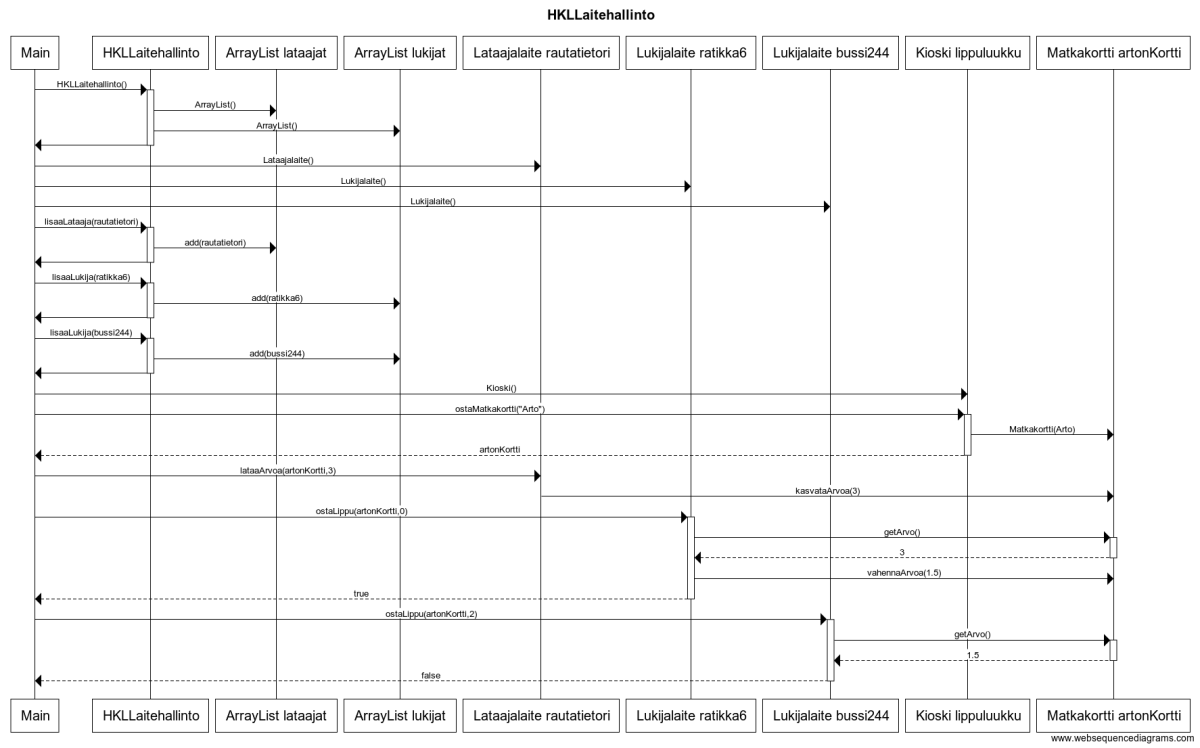 HKLLaitehallinto
Main HKLLaitehallinto ArrayList lataajat ArrayList lukijat Lataajalaite rautatietori Lukijalaite ratikka6 Lukijalaite bussi244 Kioski lippuluukku Matkakortti artonKortti
HKLLaitehallinto()
ArrayList()
ArrayList()
Lataajalaite()
Lukijalaite()
Lukijalaite()
lisaaLataaja(rautatietori)
add(rautatietori)
lisaaLukija(ratikka6)
add(ratikka6)
lisaaLukija(bussi244)
add(bussi244)
Kioski()
ostaMatkakortti("Arto")
Matkakortti(Arto)
artonKortti
lataaArvoa(artonKortti,3)
kasvataArvoa(3)
ostaLippu(artonKortti,0)
getArvo()
3
vahennaArvoa(1.5)
true
ostaLippu(artonKortti,2)
getArvo()
1.5
false
Main HKLLaitehallinto ArrayList lataajat ArrayList lukijat Lataajalaite rautatietori Lukijalaite ratikka6 Lukijalaite bussi244 Kioski lippuluukku Matkakortti artonKortti
www.websequencediagrams.com